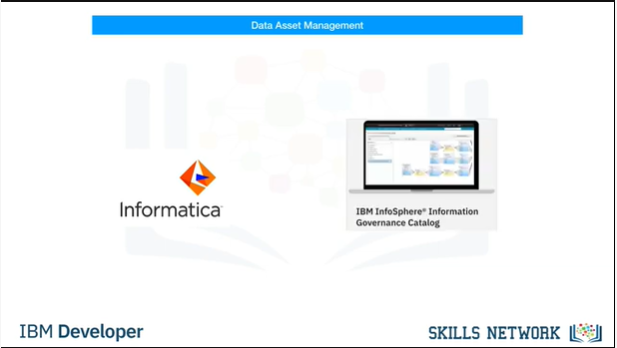 Data Asset Management
Informatica
IBM InfoSphere® Information
Governance Catalog
IBM Developer
SKILLS NETWORK